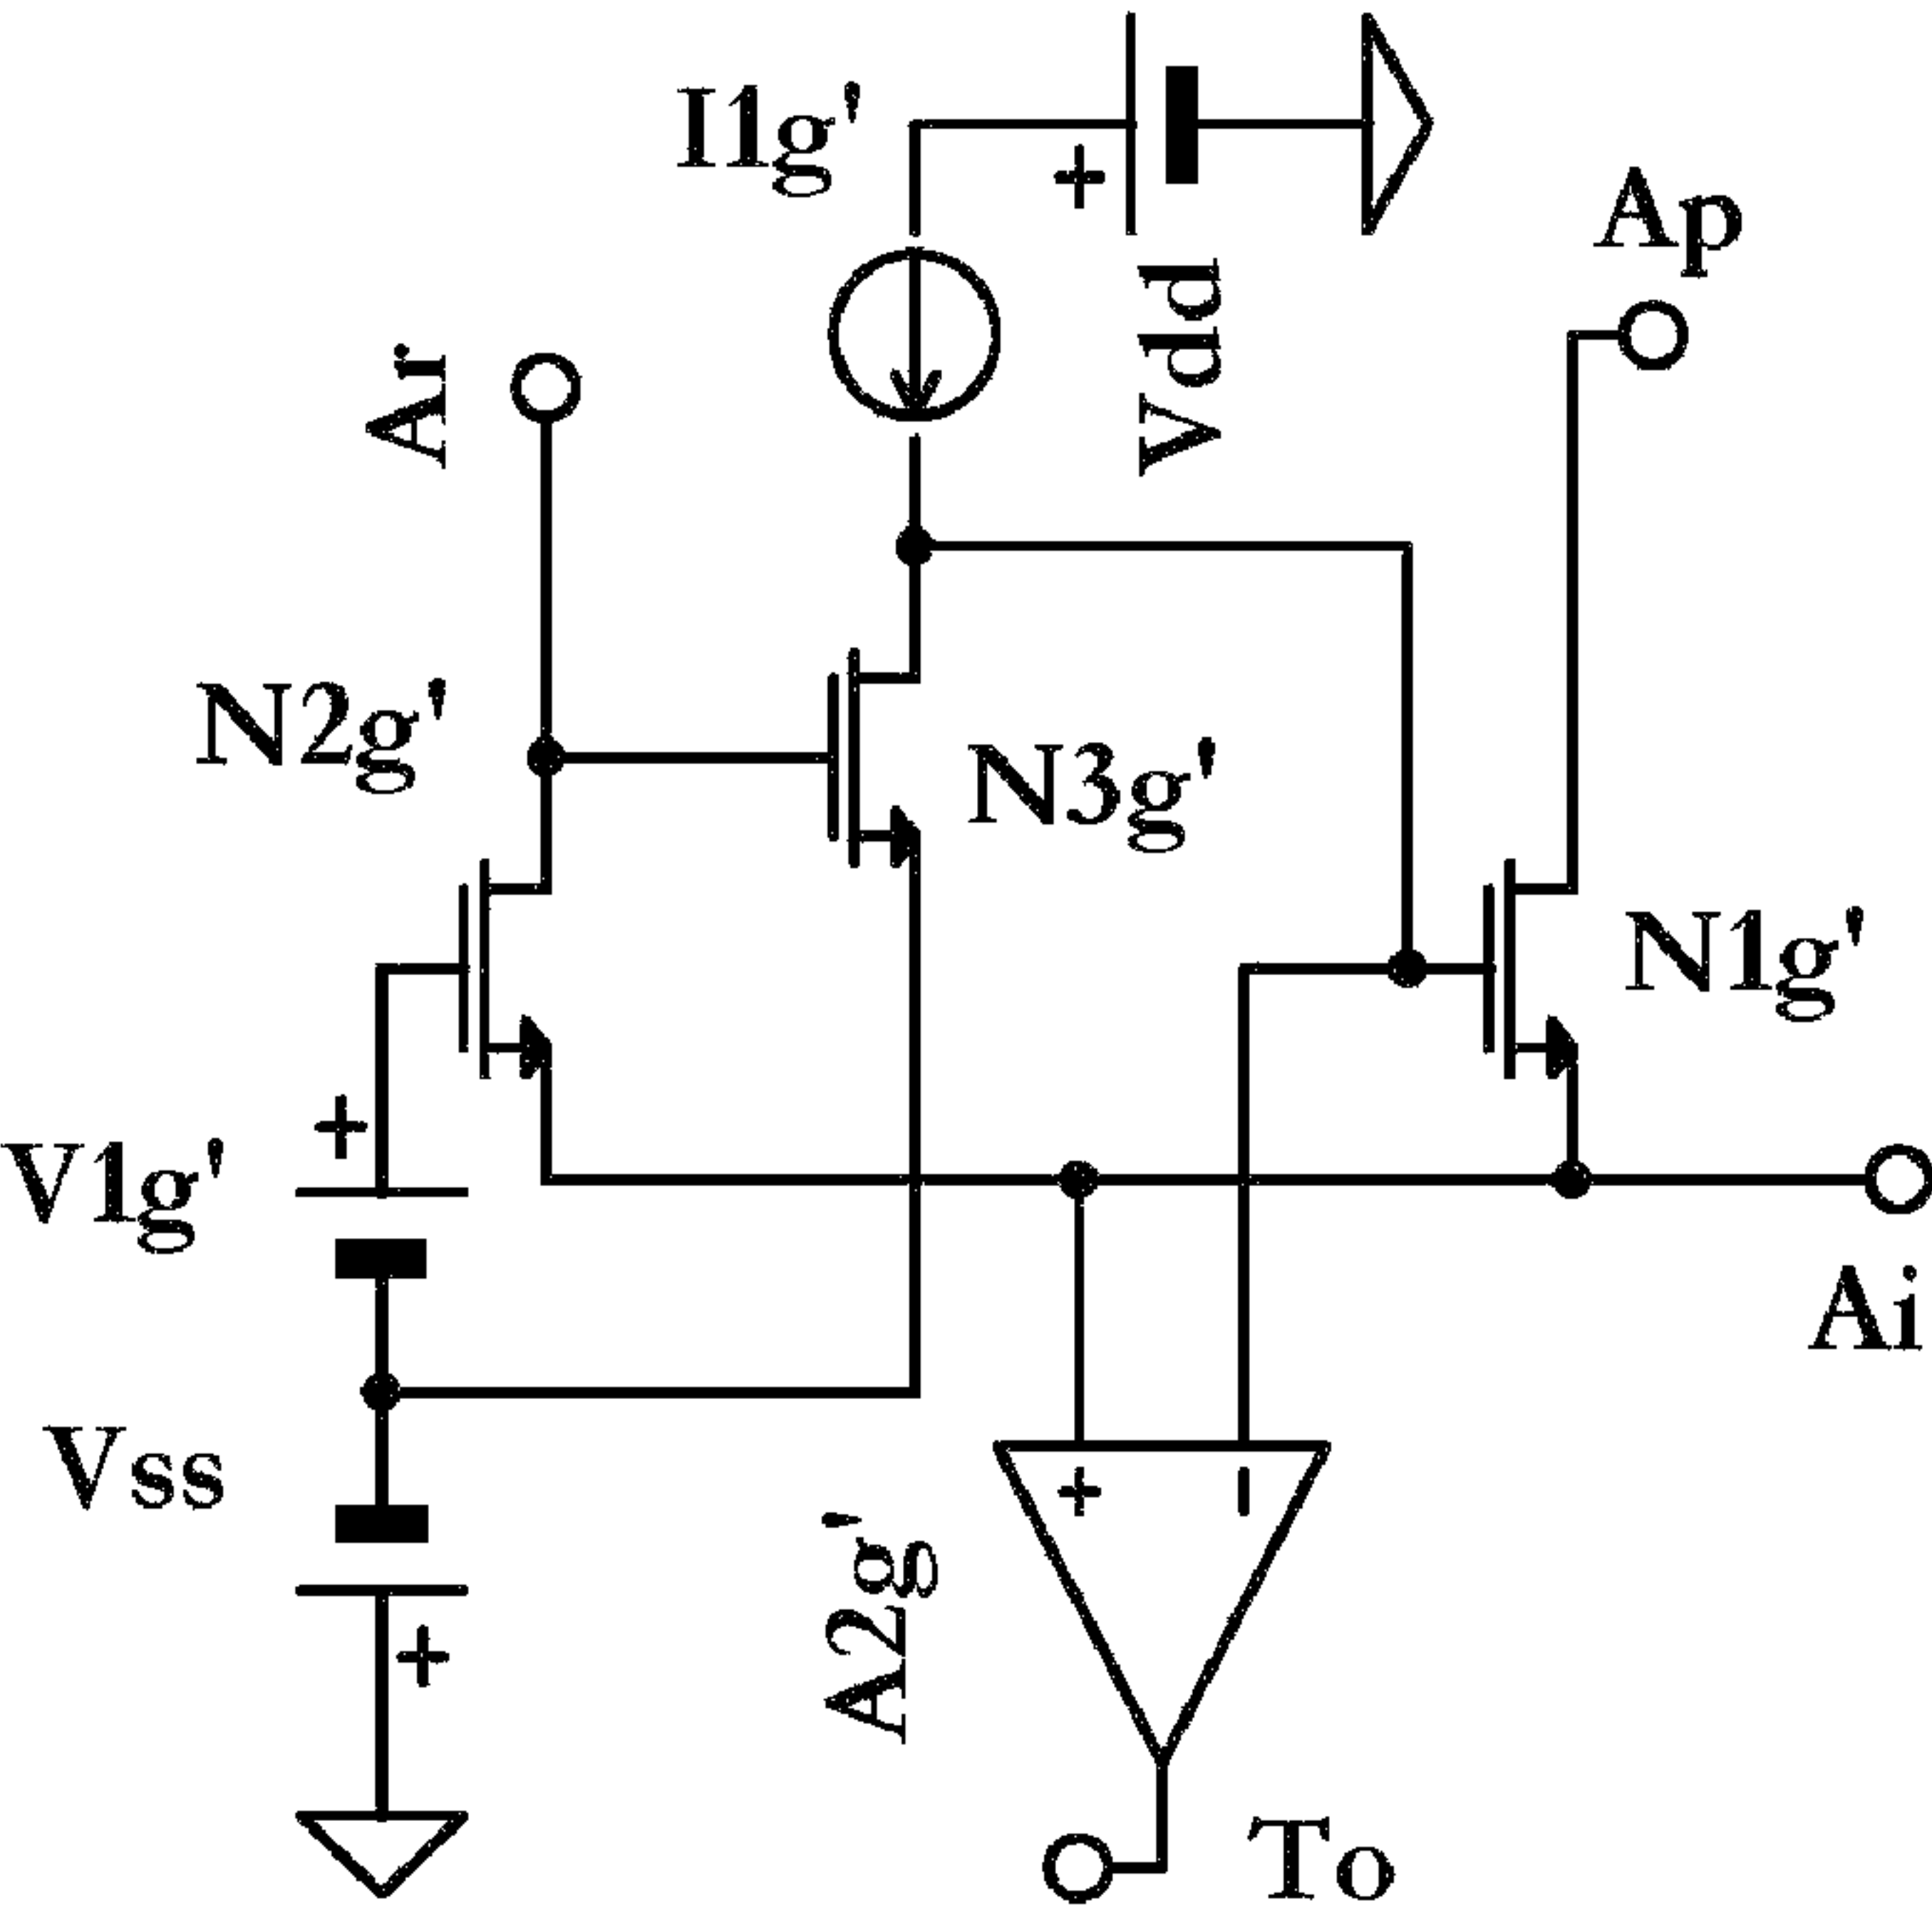 I1g'
+
Ap
Vdd
Ar
N2g'
N3g'
N1g'
+
V1g'
Ai
Vss
+ −
A2g'
+
To